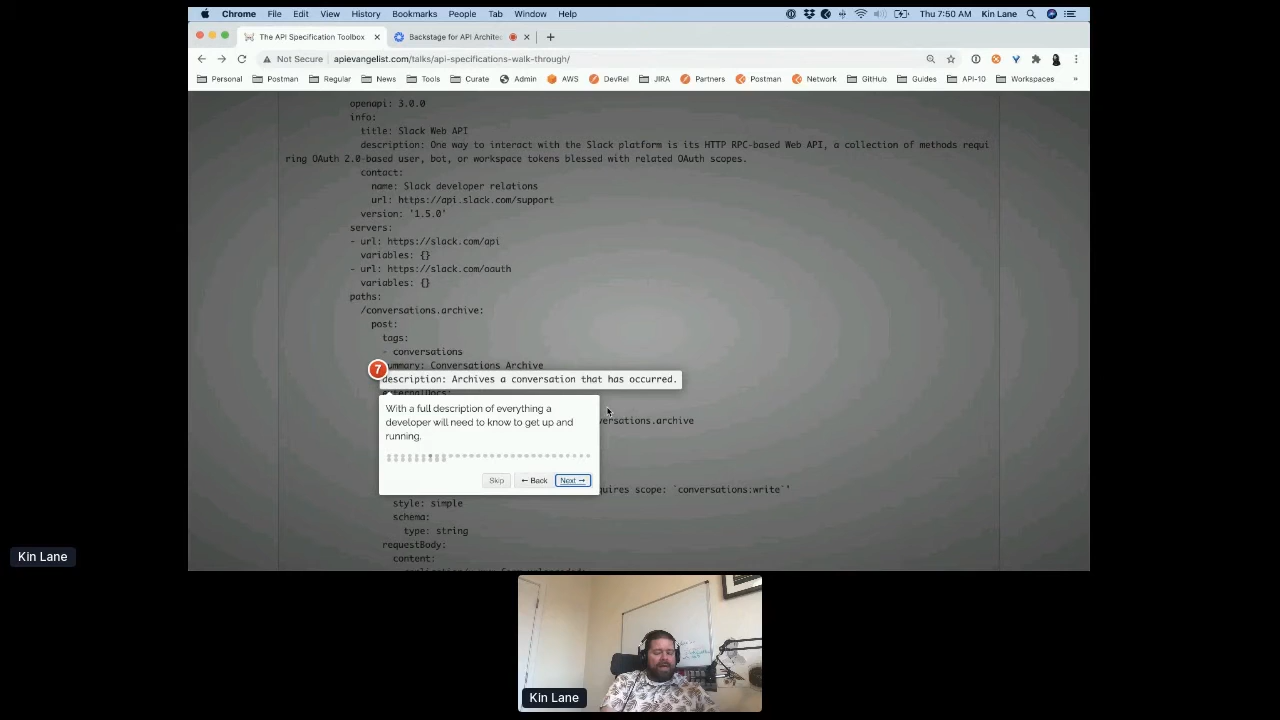 Chrome File Edit View History Bookmarks People Tab Window Help Thu 7:50 AM Kin Lane
The API Specification Toolbox Backstage for API Architec
Not Secure apievangelist.com/talks/api-specifications-walk-through/
Personal Postman Regular News Tools Curate Admin AWS DevRel JIRA Partners Postman Network GitHub Guides API-10 Workspaces »
openapi: 3.0.0
info:
title: Slack Web API
description: One way to interact with the Slack platform is its HTTP RPC-based Web API, a collection of methods requi
ring OAuth 2.0-based user, bot, or workspace tokens blessed with related OAuth scopes.
contact:
name: Slack developer relations
url: https://api.slack.com/support
version: '1.5.0'
servers:
- url: https://slack.com/api
variables: {}
- url: https://slack.com/oauth
variables: {}
paths:
/conversations.archive:
post:
tags:
- conversations
summary: Conversations Archive
7
description: Archives a conversation that has occurred.
externalDocs:
With a full description of everything a
developer will need to know to get up and
running.
versations.archive
Skip ← Back Next →
quires scope: `conversations:write`'
style: simple
schema:
type: string
requestBody:
content:
Kin Lane
Kin Lane